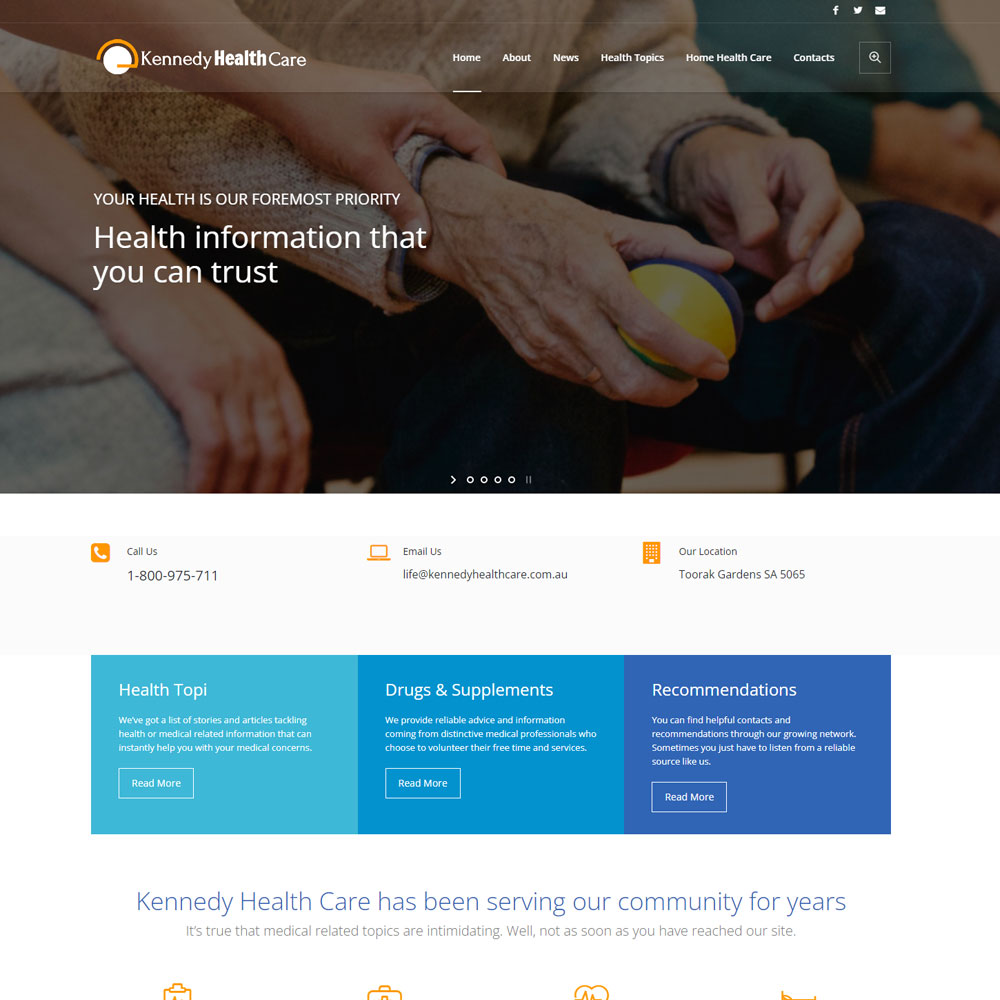 Kennedy HealthCare
Home About News Health Topics Home Health Care Contacts
YOUR HEALTH IS OUR FOREMOST PRIORITY
Health information that
you can trust
Call Us
1-800-975-711
Email Us
life@kennedyhealthcare.com.au
Our Location
Toorak Gardens SA 5065
Health Topi
We've got a list of stories and articles tackling
health or medical related information that can
instantly help you with your medical concerns.
Read More
Drugs & Supplements
We provide reliable advice and information
coming from distinctive medical professionals who
choose to volunteer their free time and services.
Read More
Recommendations
You can find helpful contacts and
recommendations through our growing network.
Sometimes you just have to listen from a reliable
source like us.
Read More
Kennedy Health Care has been serving our community for years
It's true that medical related topics are intimidating. Well, not as soon as you have reached our site.